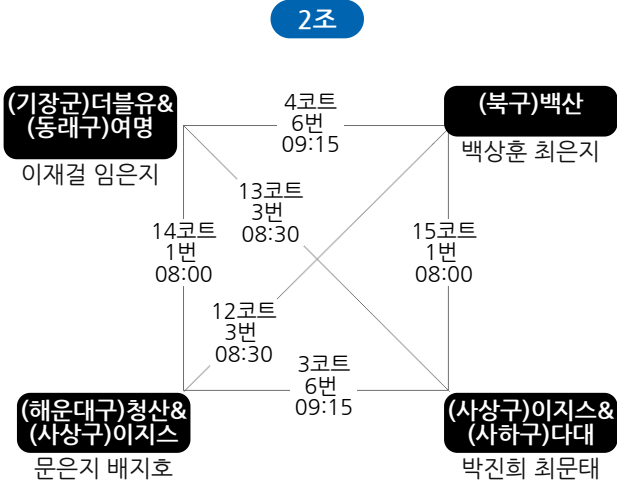 2조
(기장군)더블유&
(동래구)여명
이재걸 임은지
4코트
6번
09:15
(북구)백산
백상훈 최은지
13코트
3번
08:30
14코트
1번
08:00
15코트
1번
08:00
12코트
3번
08:30
3코트
6번
09:15
(해운대구)청산&
(사상구)이지스
문은지 배지호
(사상구)이지스&
(사하구)다대
박진희 최문태